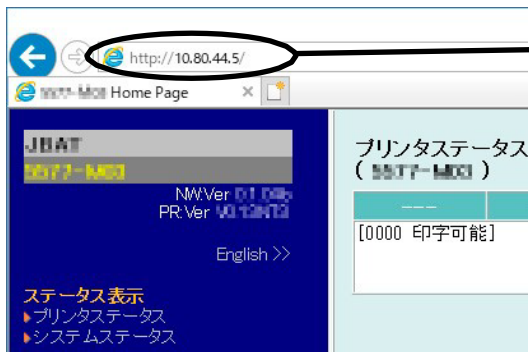 http://10.80.44.5/
Home Page
JBAT
NW.Ver
PR.Ver
English >>
ステータス表示
プリンタステータス
システムステータス
プリンタステータス
---
[0000 印字可能]